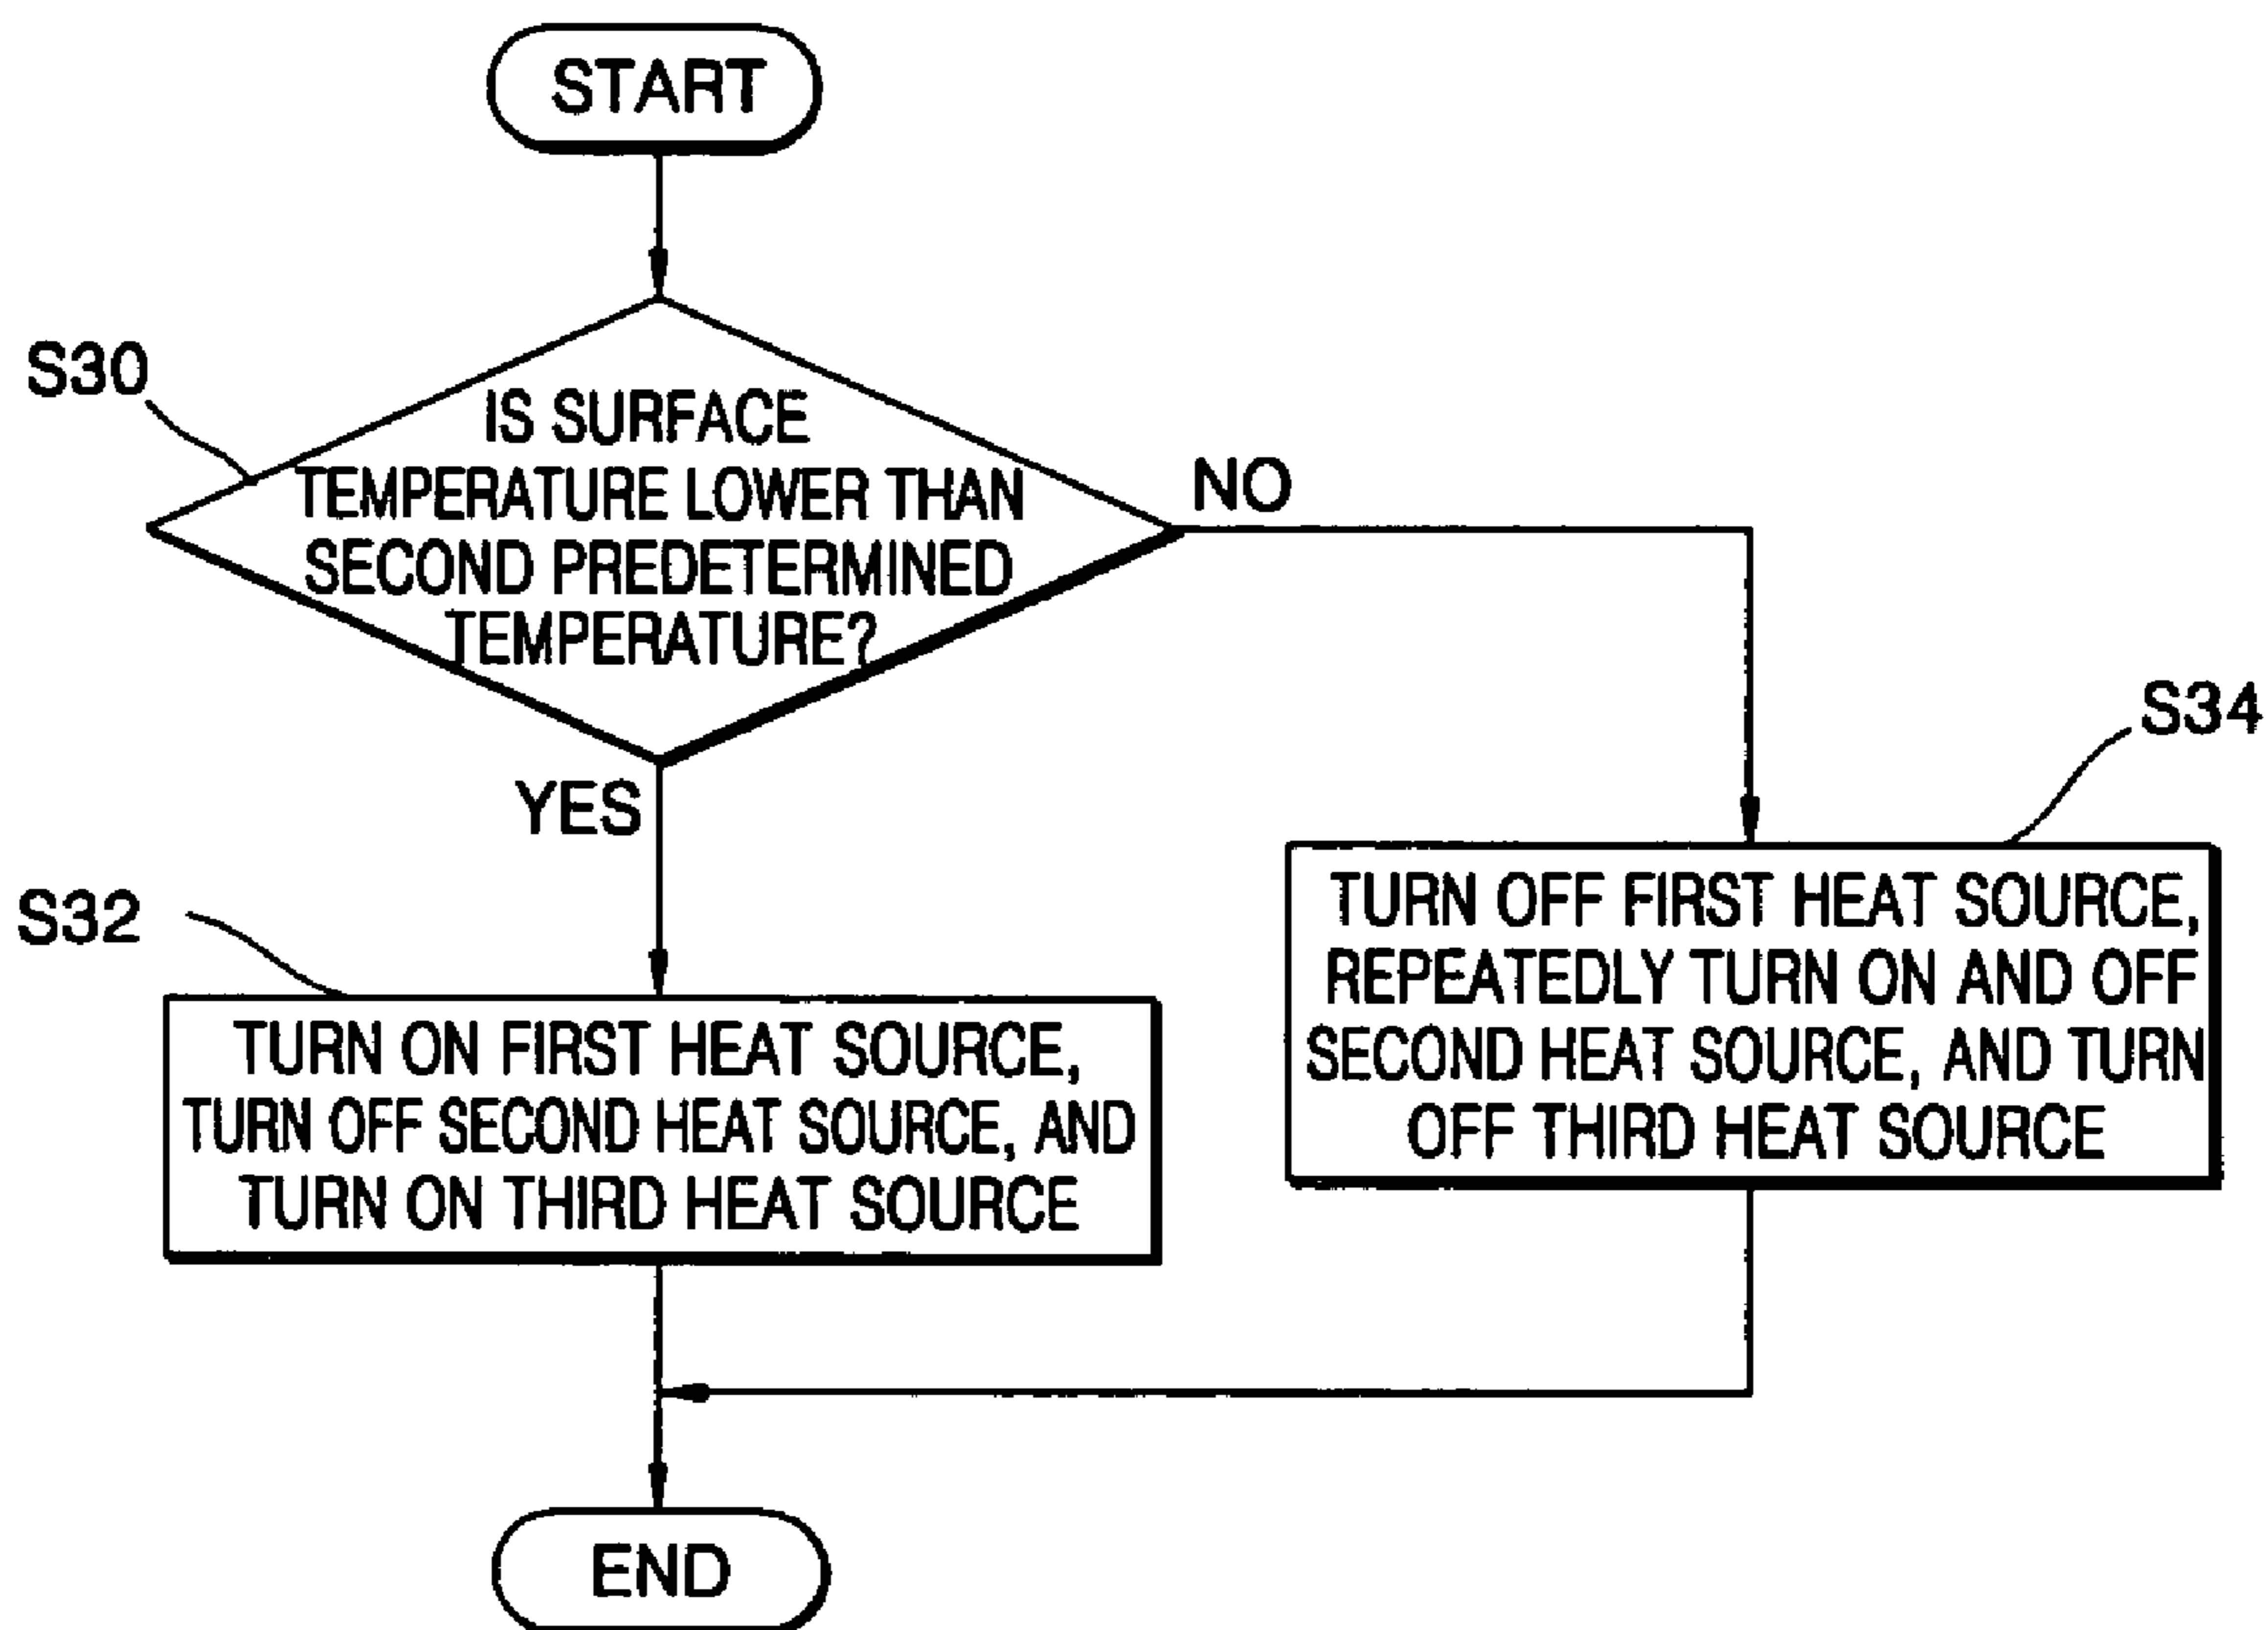 START
S30
IS SURFACE
TEMPERATURE LOWER THAN
SECOND PREDETERMINED
TEMPERATURE?
NO
YES
S34
TURN OFF FIRST HEAT SOURCE,
REPEATEDLY TURN ON AND OFF
SECOND HEAT SOURCE, AND TURN
OFF THIRD HEAT SOURCE
S32
TURN ON FIRST HEAT SOURCE,
TURN OFF SECOND HEAT SOURCE, AND
TURN ON THIRD HEAT SOURCE
END